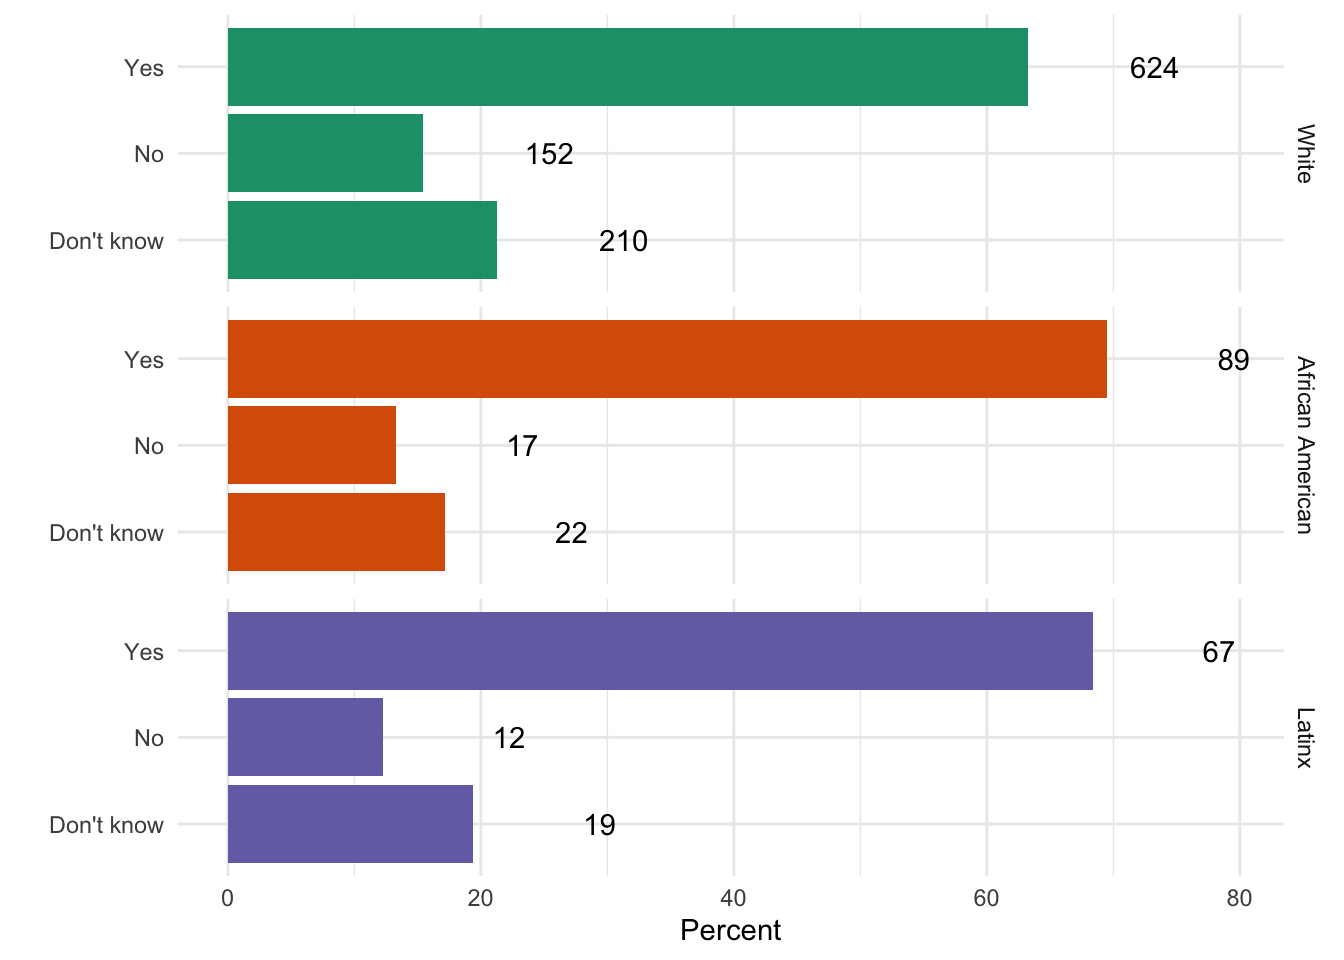 Yes
624
No
152
Don't know
210
White
Yes
89
No
17
Don't know
22
African American
Yes
67
No
12
Don't know
19
Latinx
0 20 40 60 80
Percent